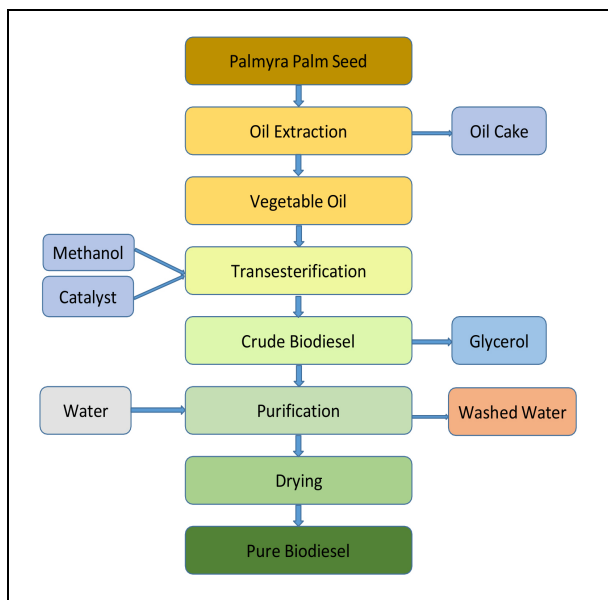 Palmyra Palm Seed
Oil Extraction
Oil Cake
Vegetable Oil
Methanol
Catalyst
Transesterification
Crude Biodiesel
Glycerol
Water
Purification
Washed Water
Drying
Pure Biodiesel